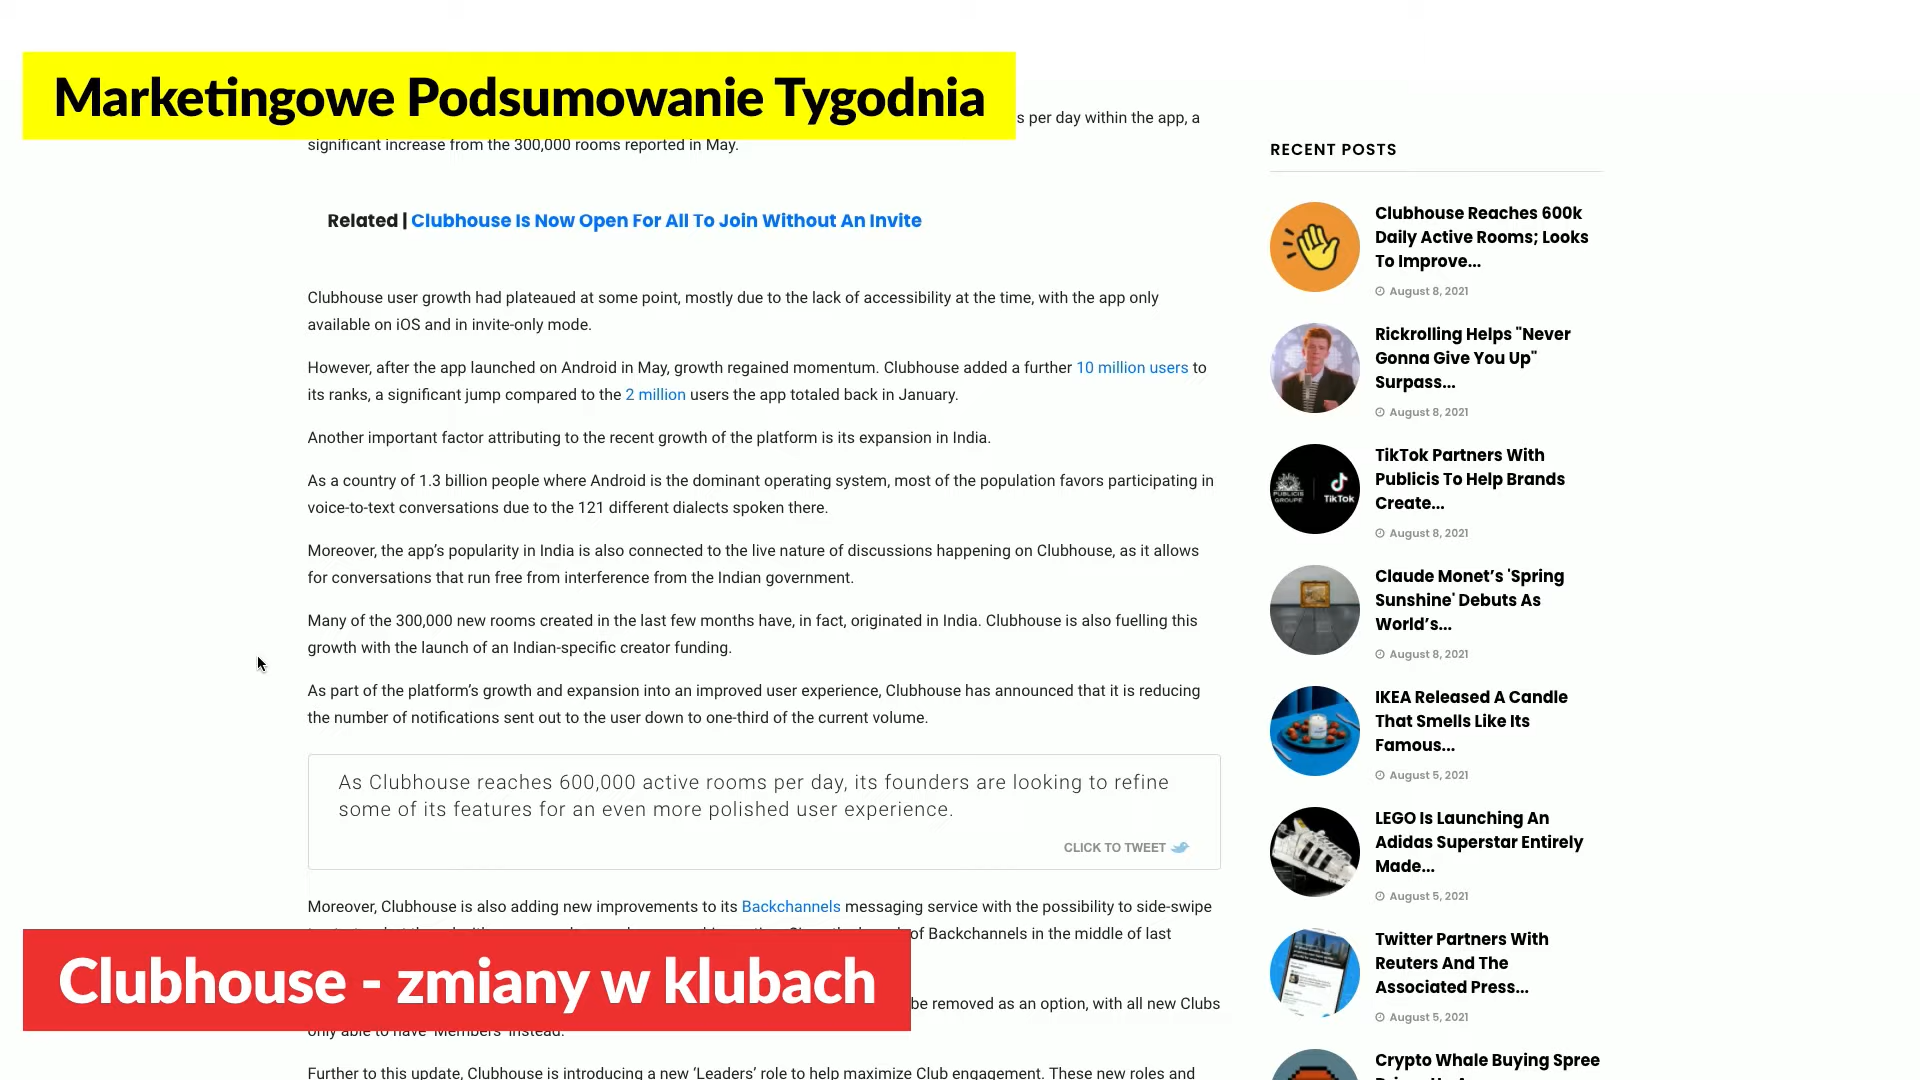 Marketingowe Podsumowanie Tygodnia
s per day within the app, a
significant increase from the 300,000 rooms reported in May.
Related | Clubhouse Is Now Open For All To Join Without An Invite
Clubhouse user growth had plateaued at some point, mostly due to the lack of accessibility at the time, with the app only
available on iOS and in invite-only mode.
However, after the app launched on Android in May, growth regained momentum. Clubhouse added a further 10 million users to
its ranks, a significant jump compared to the 2 million users the app totaled back in January.
Another important factor attributing to the recent growth of the platform is its expansion in India.
As a country of 1.3 billion people where Android is the dominant operating system, most of the population favors participating in
voice-to-text conversations due to the 121 different dialects spoken there.
Moreover, the app’s popularity in India is also connected to the live nature of discussions happening on Clubhouse, as it allows
for conversations that run free from interference from the Indian government.
Many of the 300,000 new rooms created in the last few months have, in fact, originated in India. Clubhouse is also fuelling this
growth with the launch of an Indian-specific creator funding.
As part of the platform’s growth and expansion into an improved user experience, Clubhouse has announced that it is reducing
the number of notifications sent out to the user down to one-third of the current volume.
As Clubhouse reaches 600,000 active rooms per day, its founders are looking to refine
some of its features for an even more polished user experience.
CLICK TO TWEET
Moreover, Clubhouse is also adding new improvements to its Backchannels messaging service with the possibility to side-swipe
of Backchannels in the middle of last
Clubhouse - zmiany w klubach
be removed as an option, with all new Clubs
only able to have ‘Members’ instead.
Further to this update, Clubhouse is introducing a new ‘Leaders’ role to help maximize Club engagement. These new roles and
RECENT POSTS
Clubhouse Reaches 600k
Daily Active Rooms; Looks
To Improve...
August 8, 2021
Rickrolling Helps "Never
Gonna Give You Up"
Surpass...
August 8, 2021
PUBLICIS
GROUPE
TikTok
TikTok Partners With
Publicis To Help Brands
Create...
August 8, 2021
Claude Monet’s 'Spring
Sunshine' Debuts As
World’s...
August 8, 2021
IKEA Released A Candle
That Smells Like Its
Famous...
August 5, 2021
LEGO Is Launching An
Adidas Superstar Entirely
Made...
August 5, 2021
Twitter Partners With
Reuters And The
Associated Press...
August 5, 2021
Crypto Whale Buying Spree